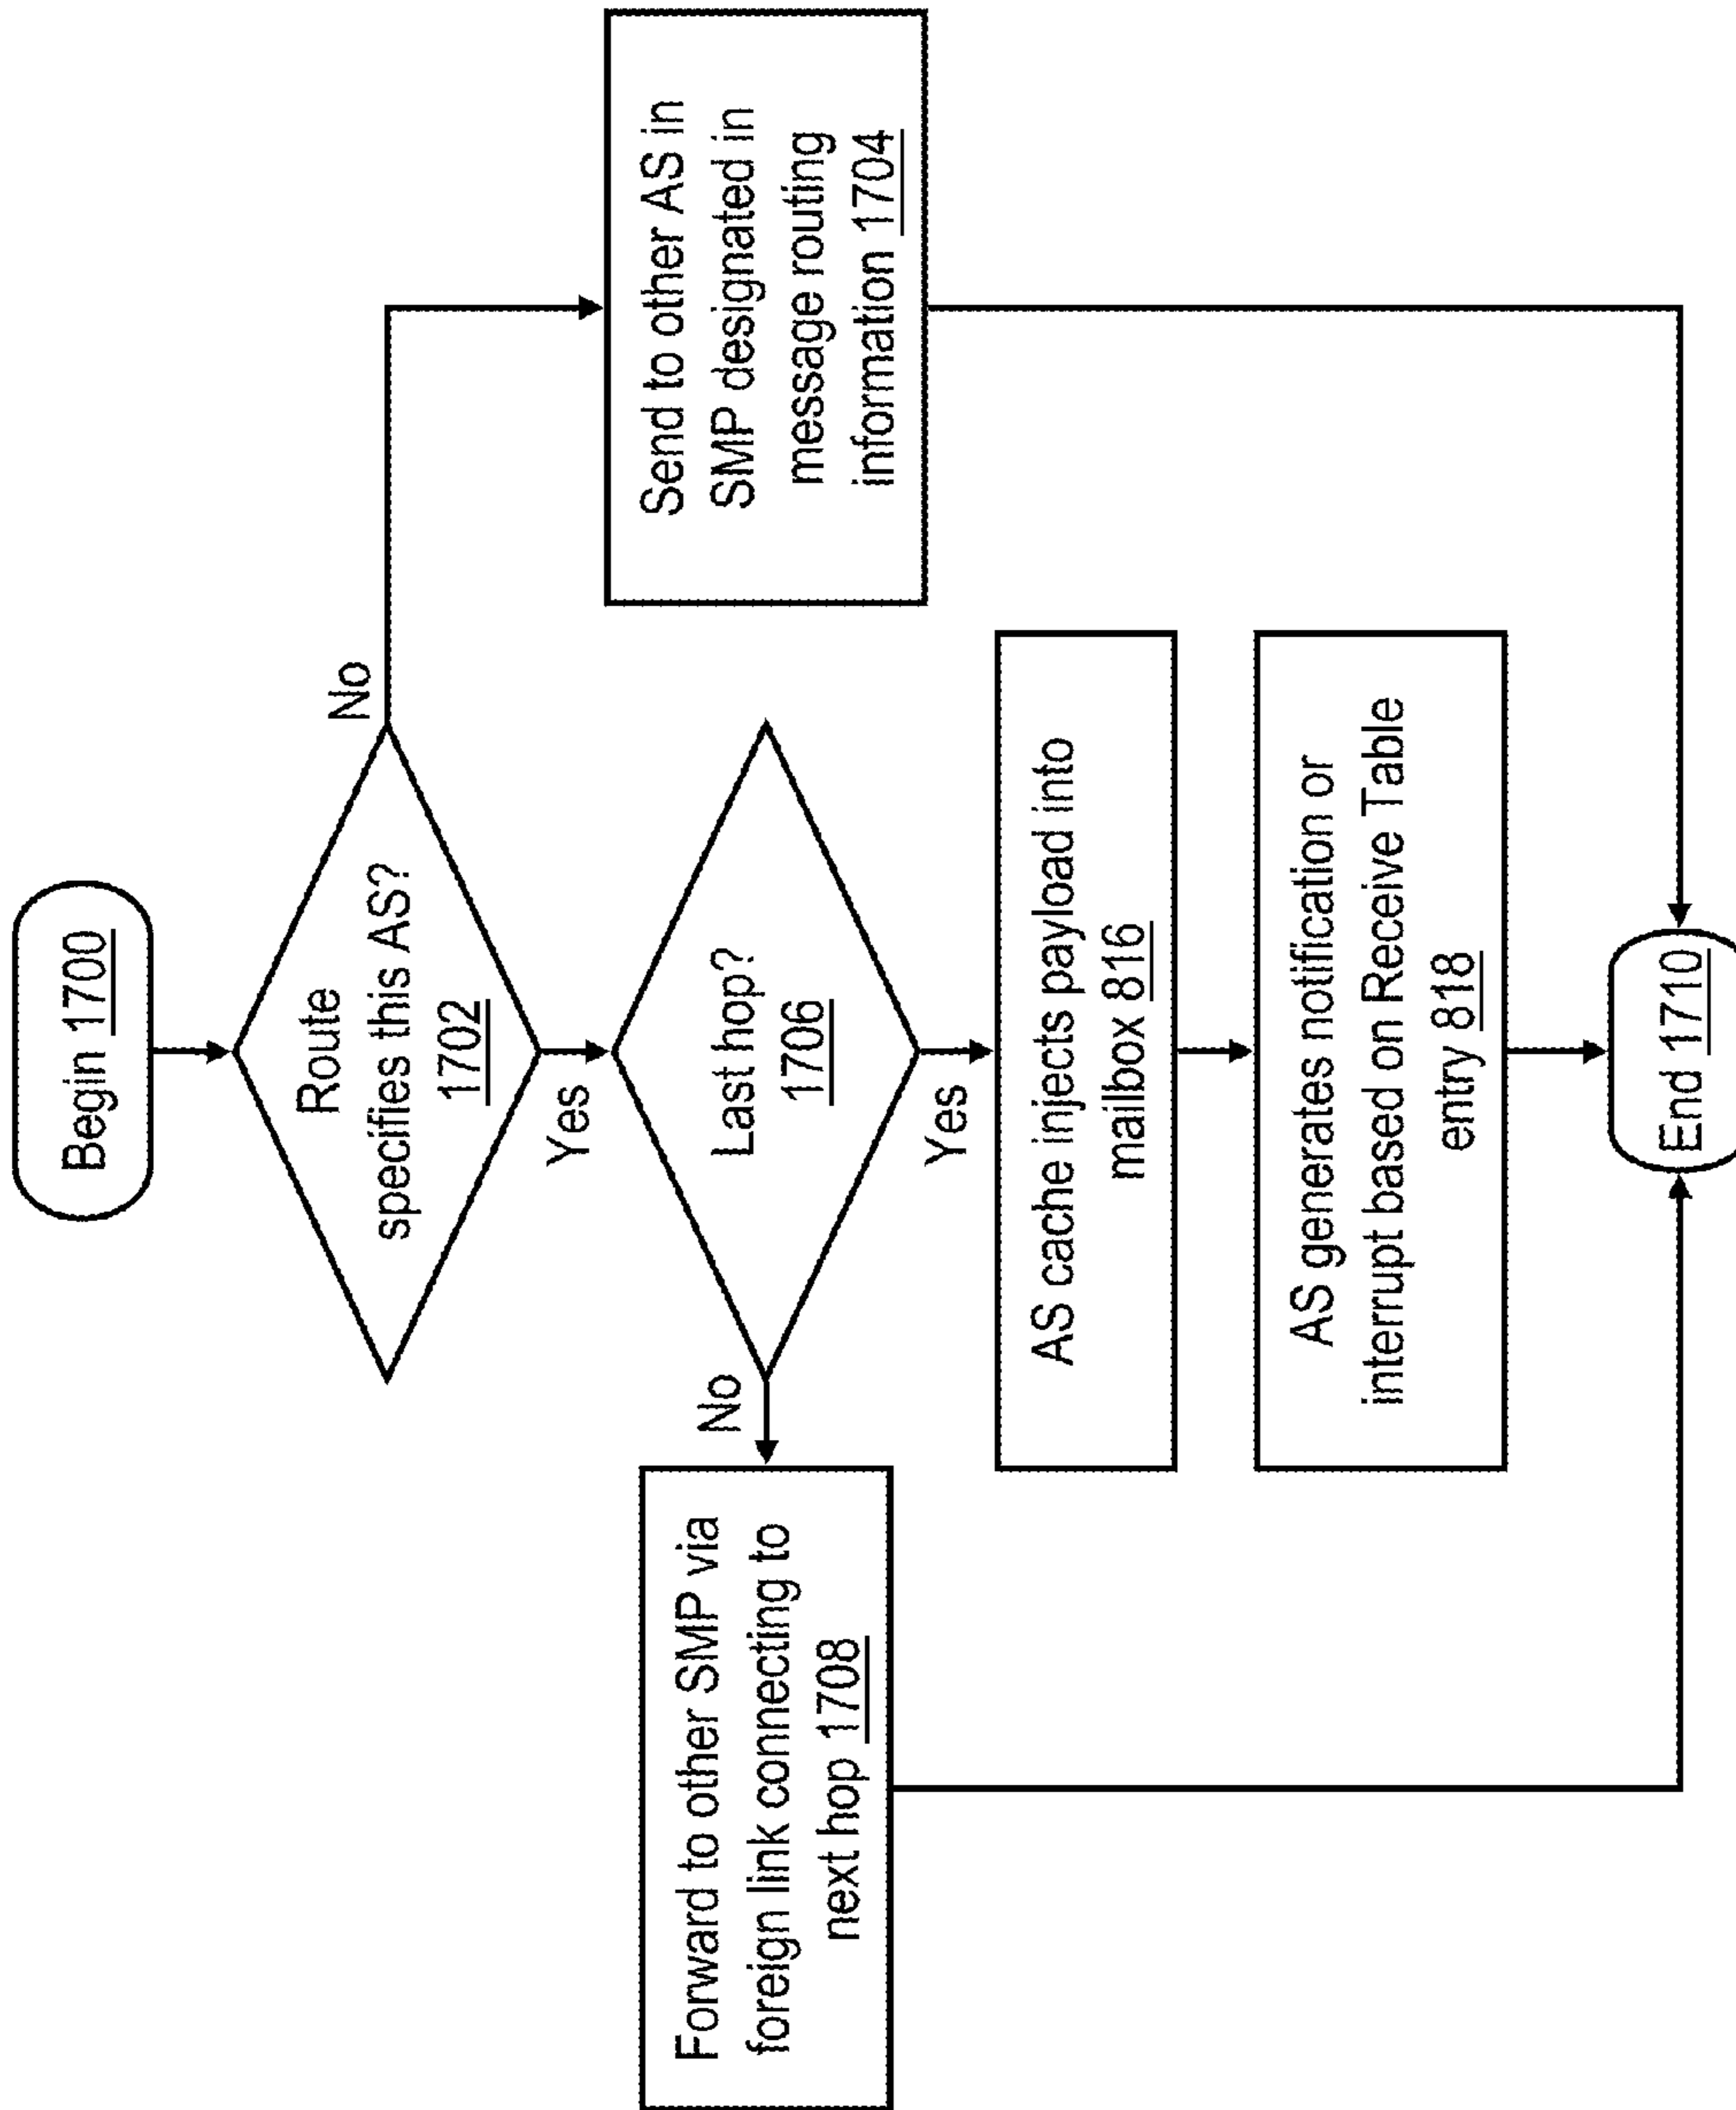 Begin 1700
Route
specifies this AS?
1702
No
Yes
Send to other AS in
SMP designated in
message routing
information 1704
Last hop?
1706
No
Yes
Forward to other SMP via
foreign link connecting to
next hop 1708
AS cache injects payload into
mailbox 816
AS generates notification or
interrupt based on Receive Table
entry 818
End 1710